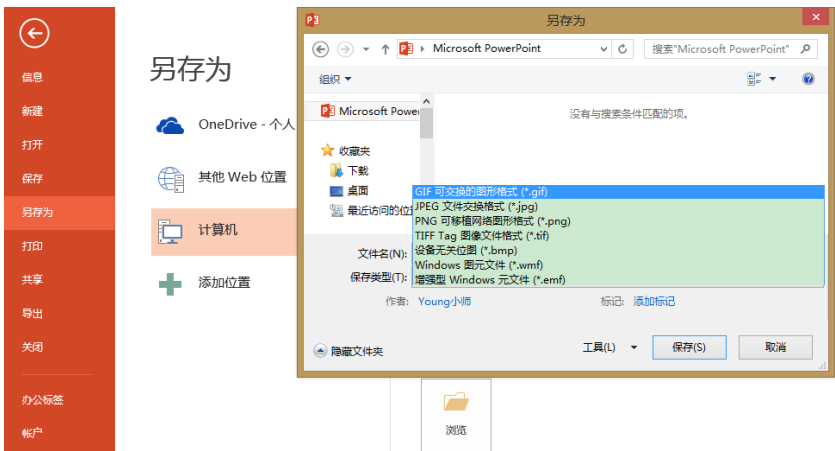 信息
新建
打开
保存
另存为
打印
共享
导出
关闭
办公标签
帐户
另存为
OneDrive - 个人
其他 Web 位置
计算机
添加位置
浏览
另存为
Microsoft PowerPoint
搜索"Microsoft PowerPoint"
组织
Microsoft Power
没有与搜索条件匹配的项。
收藏夹
下载
桌面
最近访问的位
GIF 可交换的图形格式 (*.gif)
JPEG 文件交换格式 (*.jpg)
PNG 可移植网络图形格式 (*.png)
TIFF Tag 图像文件格式 (*.tif)
设备无关位图 (*.bmp)
Windows 图元文件 (*.wmf)
增强型 Windows 元文件 (*.emf)
文件名(N):
保存类型(T):
作者: Young小师
标记: 添加标记
隐藏文件夹
工具(L)
保存(S)
取消